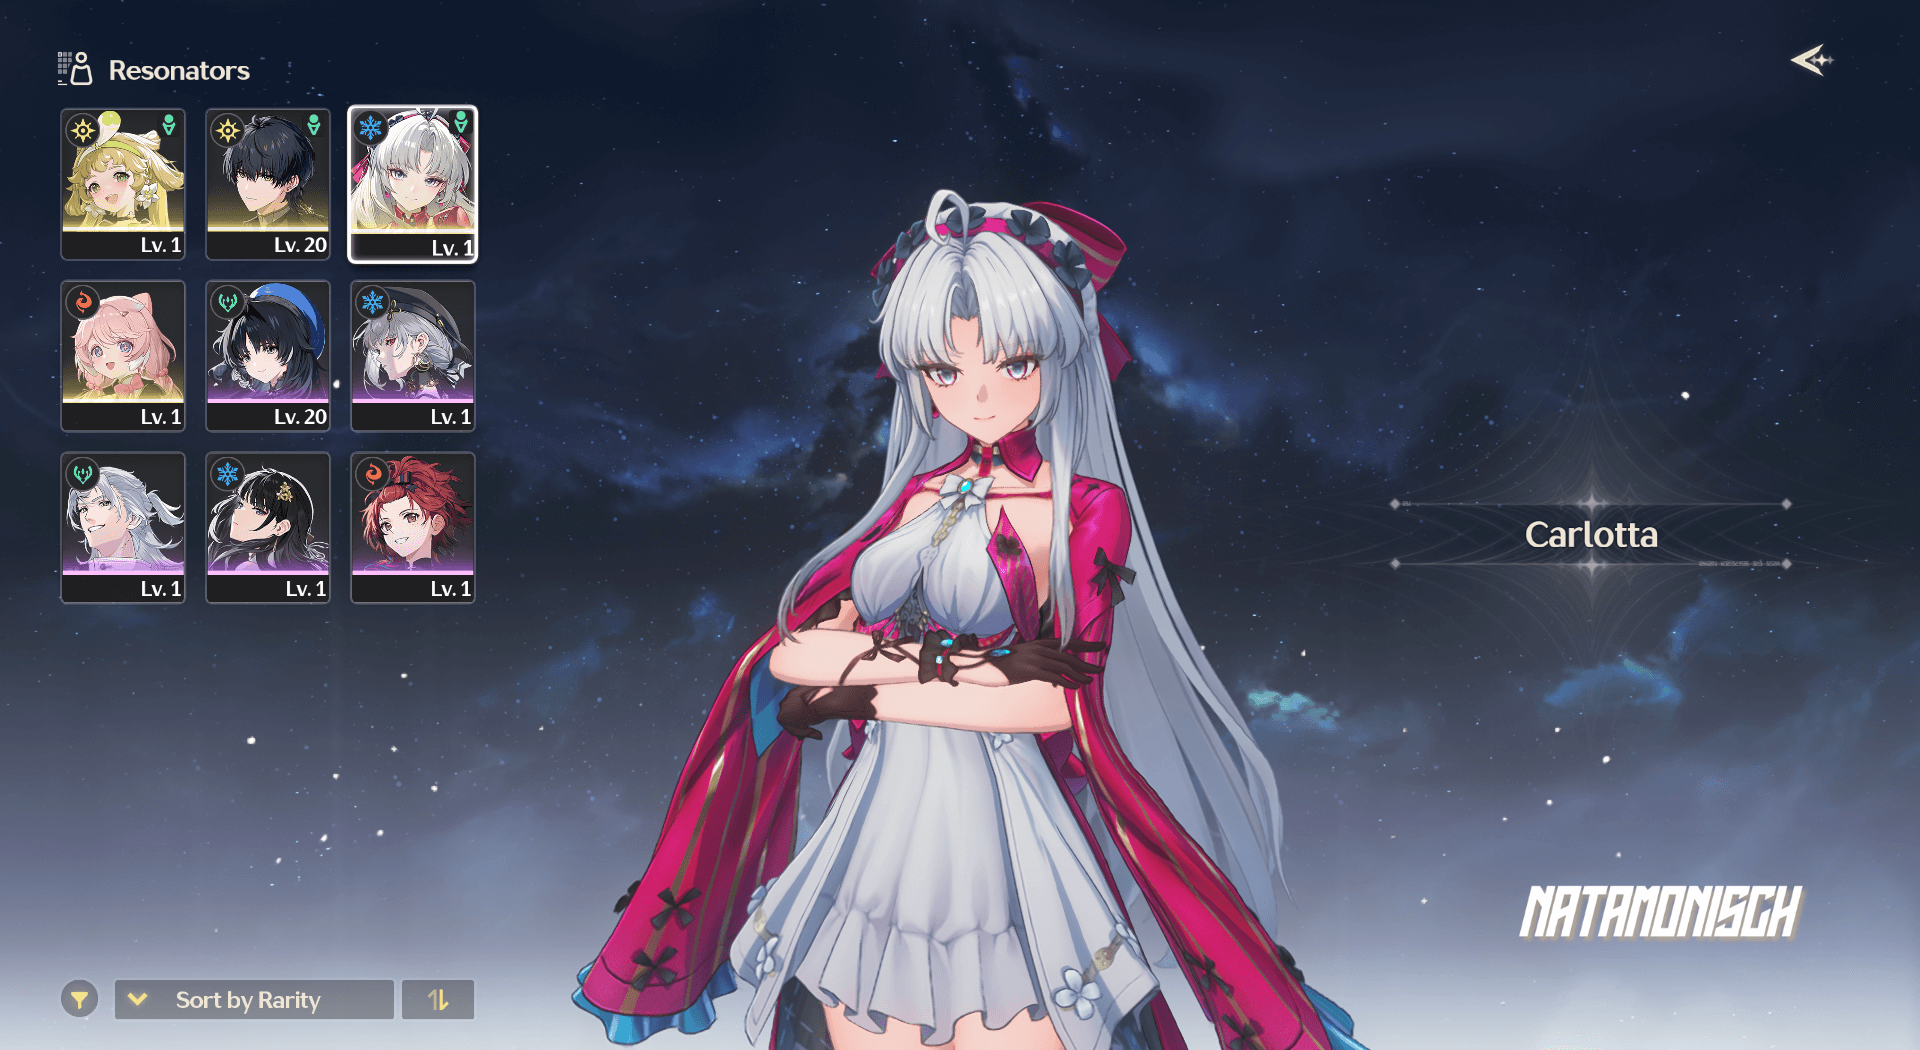 Resonators
Lv. 1
Lv. 20
Lv. 1
Lv. 1
Lv. 20
Lv. 1
Lv. 1
Lv. 1
Lv. 1
Carlotta
NATAMONISCH
Sort by Rarity